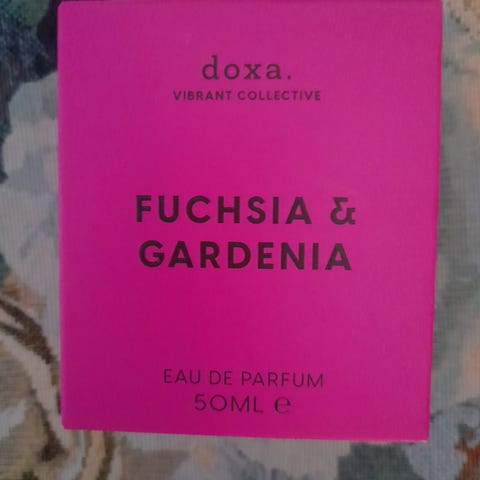 doxa.
VIBRANT COLLECTIVE
FUCHSIA &
GARDENIA
EAU DE PARFUM
50ML ℮